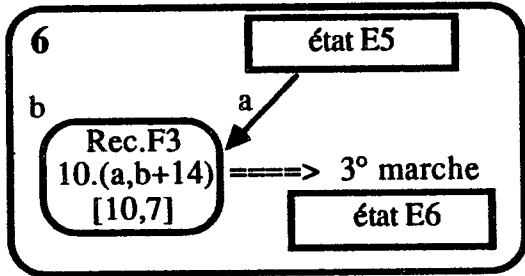 6
état E5
b
a
Rec.F3
10.(a,b+14) ====> 3° marche
[10,7]
état E6